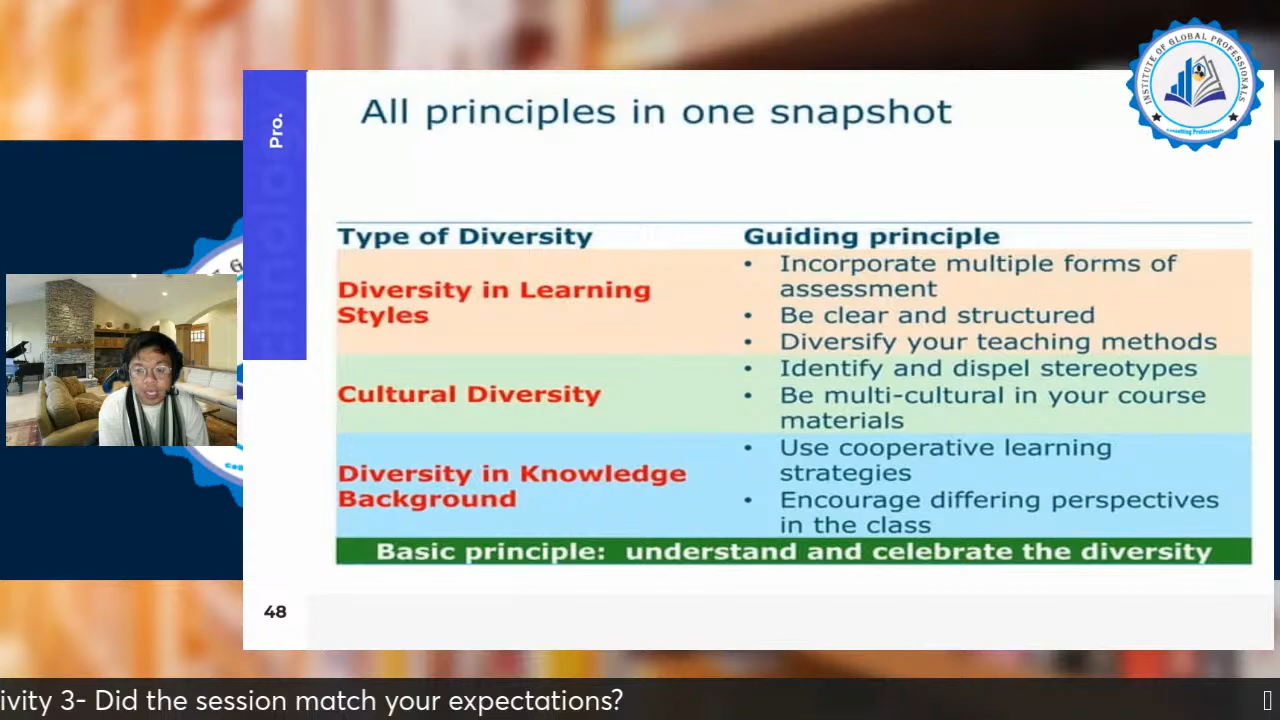 INSTITUTE OF GLOBAL PROFESSIONALS
Connecting Professionals
Pro.
All principles in one snapshot
Type of Diversity
Guiding principle
Diversity in Learning
Styles
• Incorporate multiple forms of
assessment
• Be clear and structured
• Diversify your teaching methods
Cultural Diversity
• Identify and dispel stereotypes
• Be multi-cultural in your course
materials
Diversity in Knowledge
Background
• Use cooperative learning
strategies
• Encourage differing perspectives
in the class
Basic principle: understand and celebrate the diversity
48
ivity 3- Did the session match your expectations?